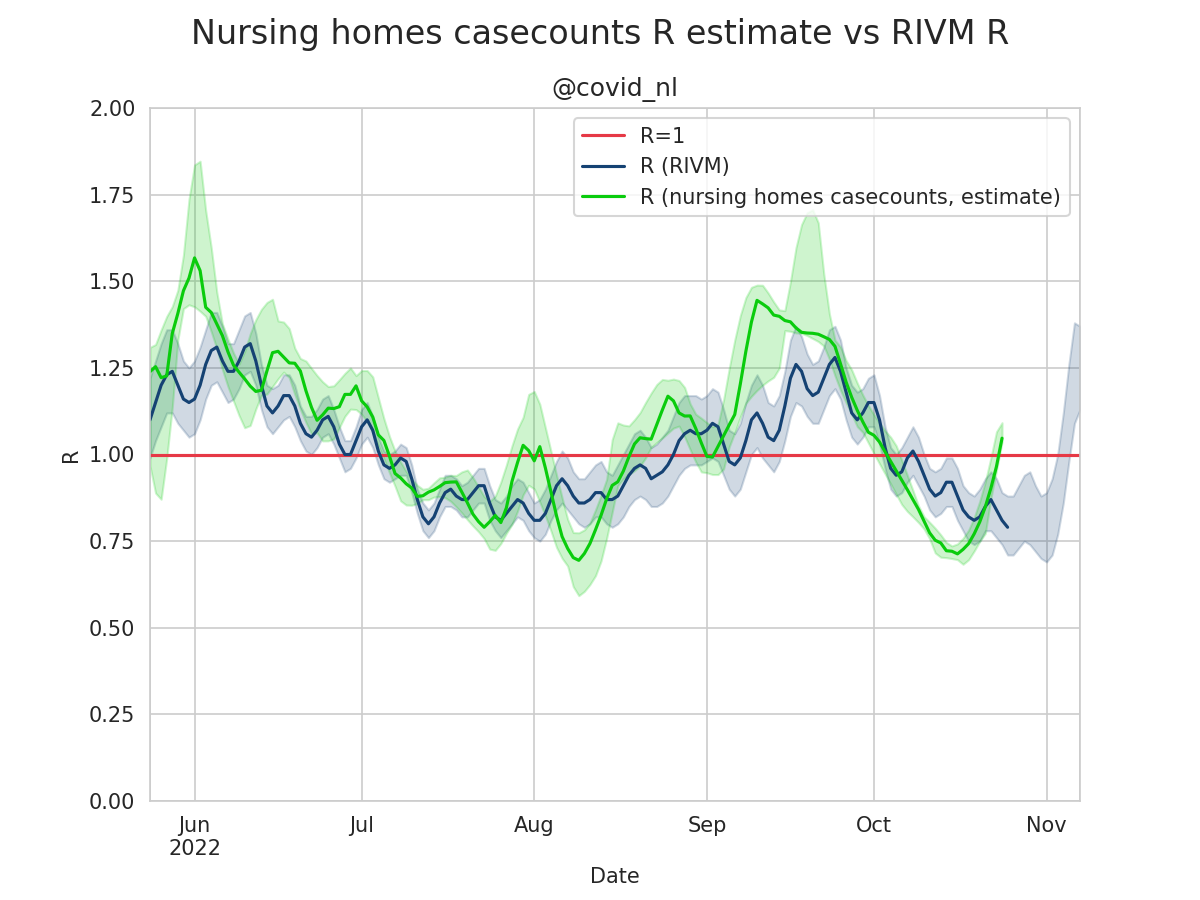 Nursing homes casecounts R estimate vs RIVM R
@covid_nl
R=1
R (RIVM)
R (nursing homes casecounts, estimate)
2.00
1.75
1.50
1.25
1.00
0.75
0.50
0.25
0.00
R
Jun
2022
Jul
Aug
Sep
Oct
Nov
Date